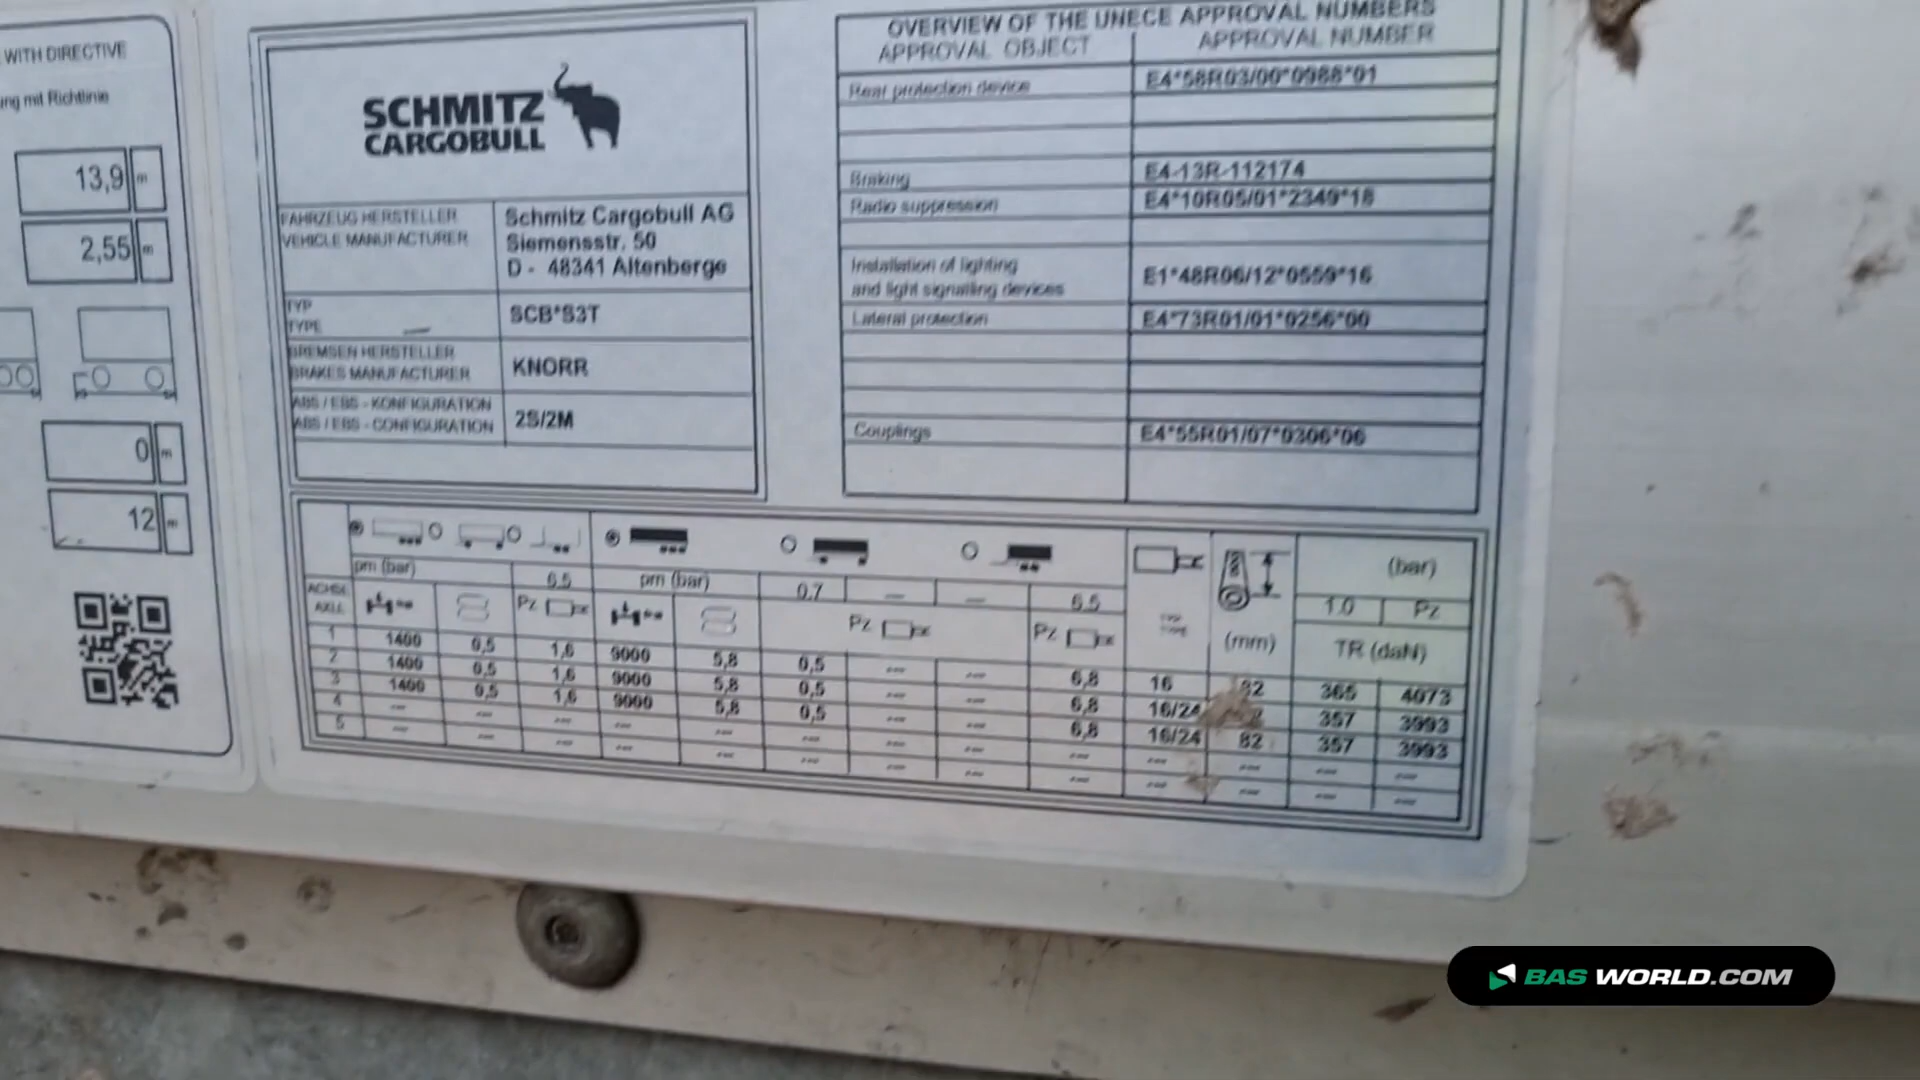 WITH DIRECTIVE
ung mit Richtlinie
13,9 m
2,55 m
0 m
12 m
SCHMITZ
CARGOBULL
FAHRZEUG HERSTELLER
VEHICLE MANUFACTURER
Schmitz Cargobull AG
Siemensstr. 50
D - 48341 Altenberge
TYP
TYPE
SCB*S3T
BREMSEN HERSTELLER
BRAKES MANUFACTURER
KNORR
ABS / EBS - KONFIGURATION
ABS / EBS - CONFIGURATION
2S/2M
OVERVIEW OF THE UNECE APPROVAL NUMBERS
APPROVAL OBJECT APPROVAL NUMBER
Rear protection device E4*58R03/00*0988*01
Braking E4-13R-112174
Radio suppression E4*10R05/01*2349*18
Installation of lighting
and light signalling devices E1*48R06/12*0559*16
Lateral protection E4*73R01/01*0256*00
Couplings E4*55R01/07*0306*06
pm (bar) 6.5 pm (bar) 0.7 — — 6.5 (bar)
ACHSE
AXLE
Pz Pz Pz (mm) 1.0 Pz
TR (daN)
1 1400 0,5 1,6 9000 5,8 0,5 --- --- 6,8 16 82 365 4073
2 1400 0,5 1,6 9000 5,8 0,5 --- --- 6,8 16/24 357 3993
3 1400 0,5 1,6 9000 5,8 0,5 --- --- 6,8 16/24 82 357 3993
4 --- --- --- --- --- --- --- --- --- --- --- --- ---
5 --- --- --- --- --- --- --- --- --- --- --- --- ---
BAS WORLD.COM